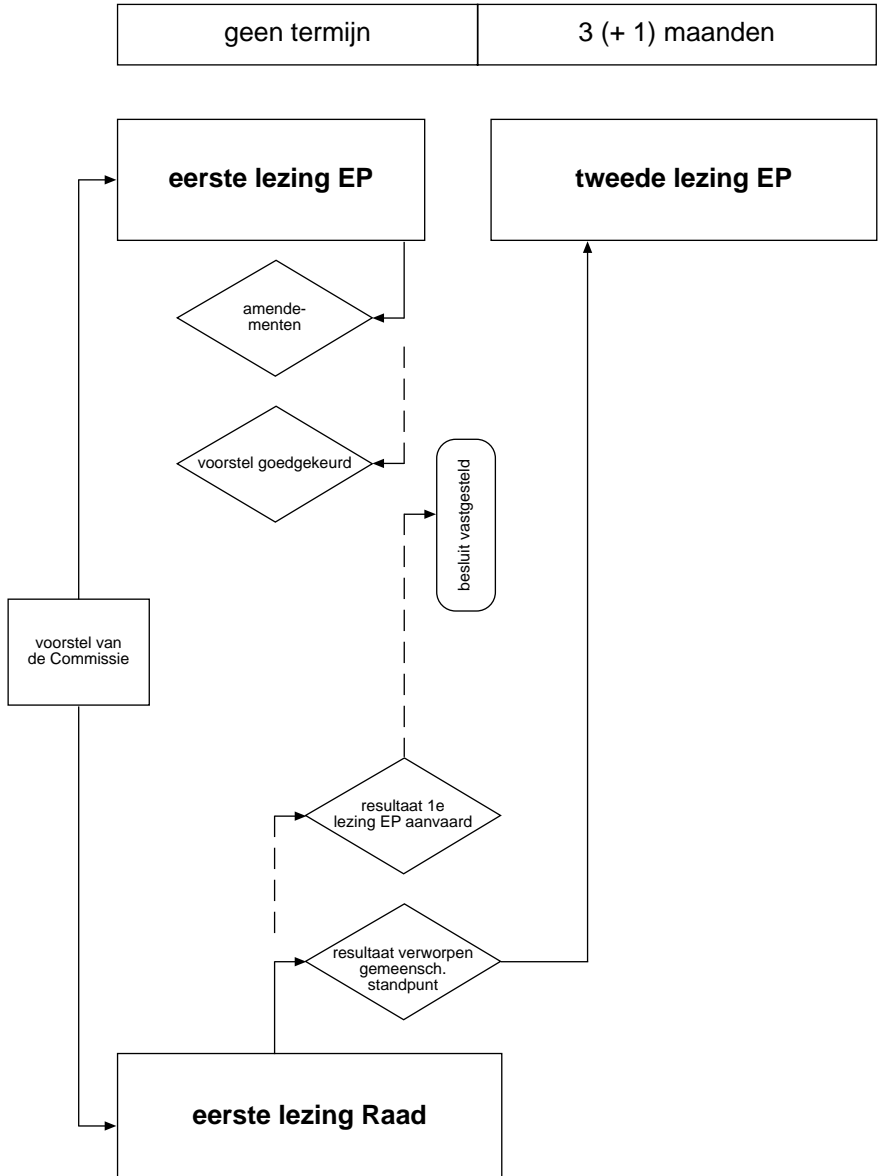 geen termijn
3 (+ 1) maanden
eerste lezing EP
tweede lezing EP
amende-
menten
voorstel goedgekeurd
besluit vastgesteld
voorstel van
de Commissie
resultaat 1e
lezing EP aanvaard
resultaat verworpen
gemeensch.
standpunt
eerste lezing Raad